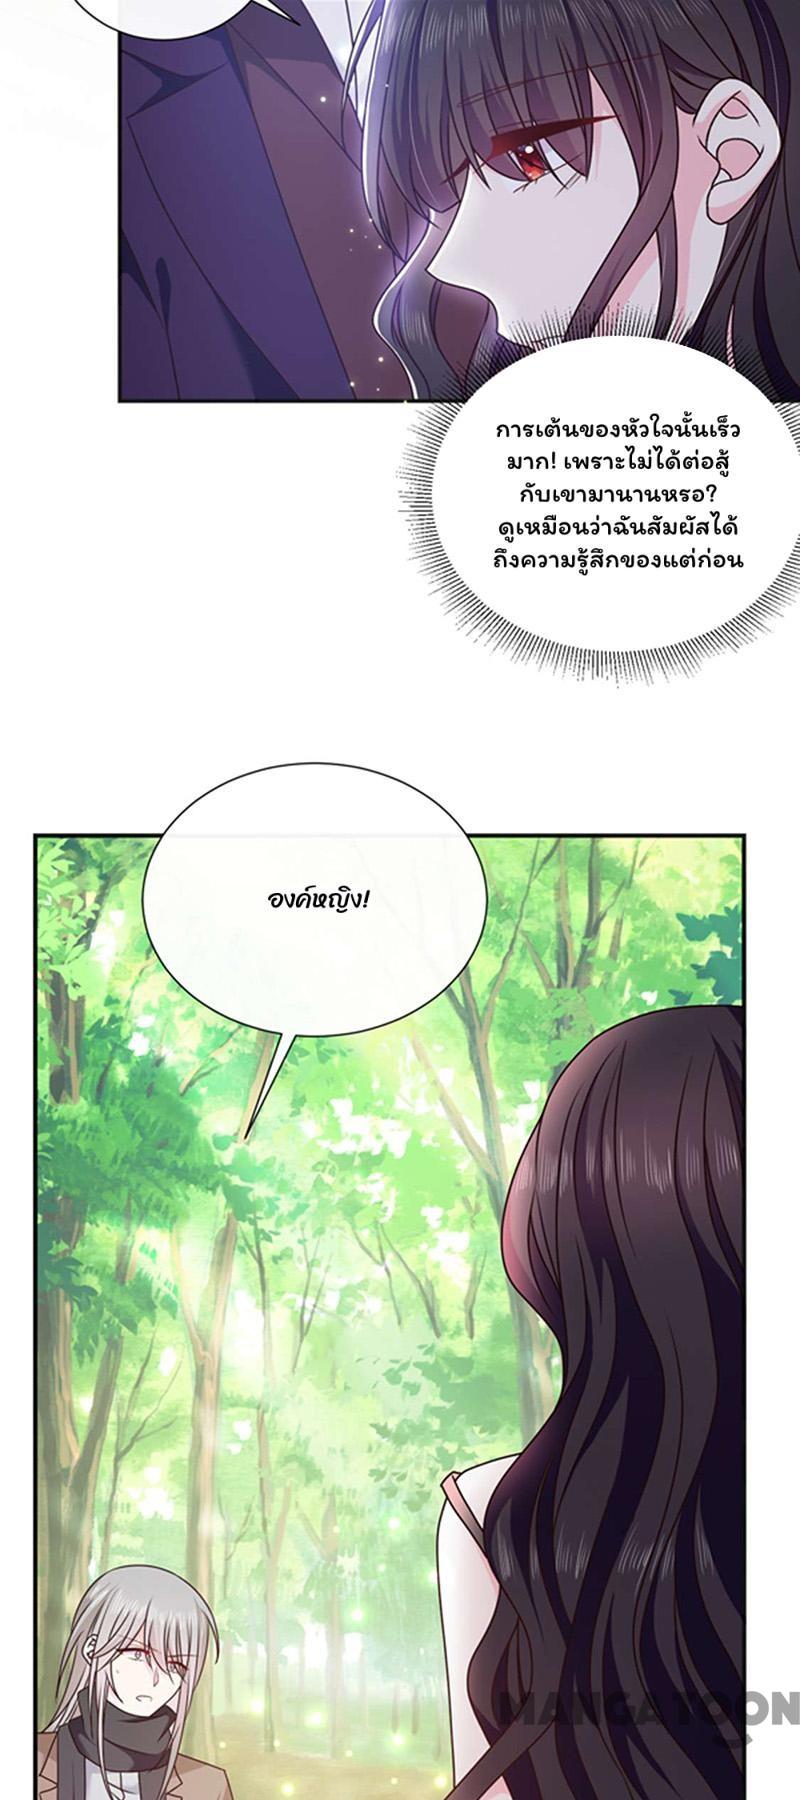 การเต้นของหัวใจนั้นเร็ว
มาก! เพราะไม่ได้ต่อสู้
กับเขามานานหรอ?
ดูเหมือนว่าฉันสัมผัสได้
ถึงความรู้สึกของแต่ก่อน
องค์หญิง!
MANGATOON